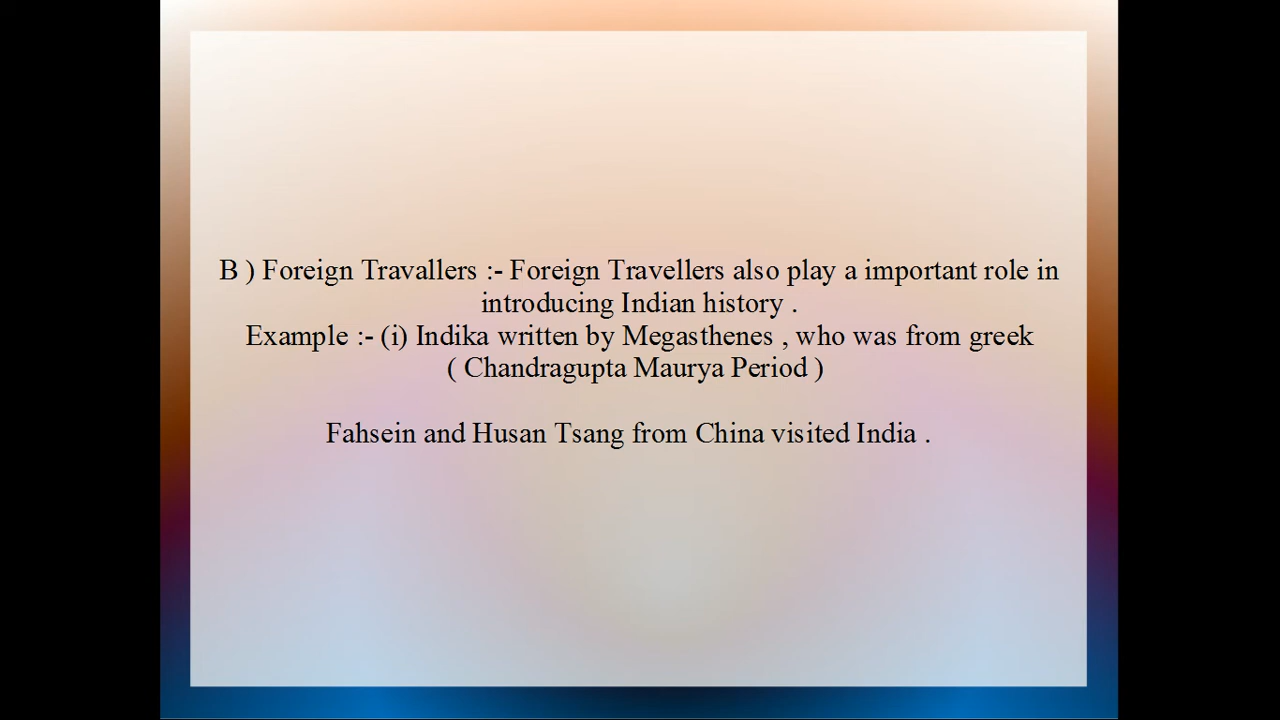 B ) Foreign Travallers :- Foreign Travellers also play a important role in
introducing Indian history .
Example :- (i) Indika written by Megasthenes , who was from greek
( Chandragupta Maurya Period )
Fahsein and Husan Tsang from China visited India .